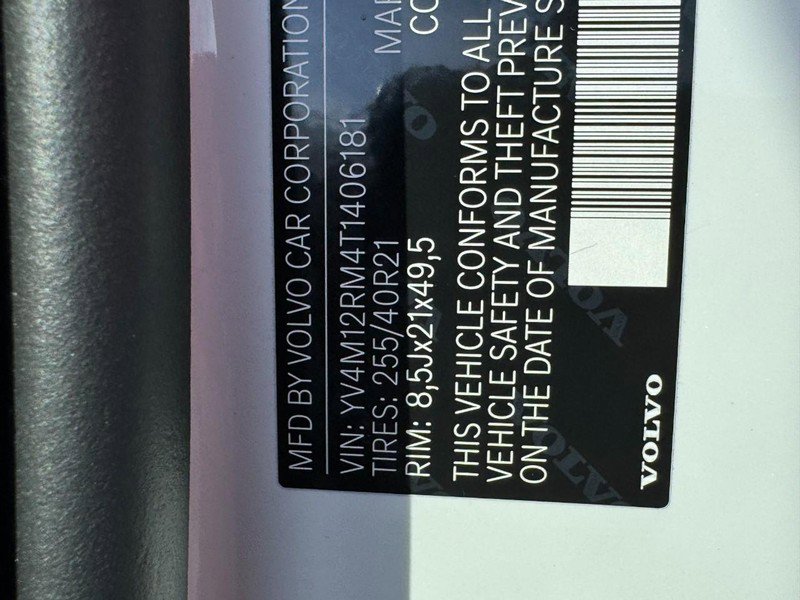 MFD BY VOLVO CAR CORPORATION
MAR
VIN: YV4M12RM4T1406181
TIRES: 255/40R21
RIM: 8,5Jx21x49,5
THIS VEHICLE CONFORMS TO ALL
VEHICLE SAFETY AND THEFT PREV
ON THE DATE OF MANUFACTURE S
VOLVO